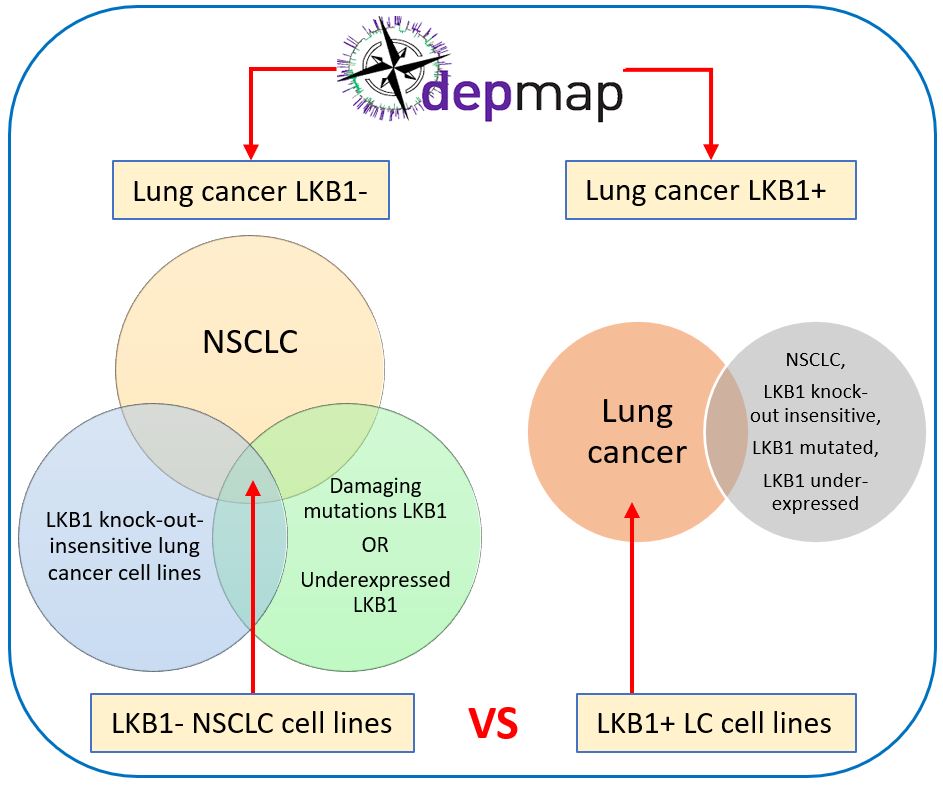 depmap
Lung cancer LKB1-
Lung cancer LKB1+
NSCLC
LKB1 knock-out-
insensitive lung
cancer cell lines
Damaging
mutations LKB1
OR
Underexpressed
LKB1
Lung
cancer
NSCLC,
LKB1 knock-
out insensitive,
LKB1 mutated,
LKB1 under-
expressed
LKB1- NSCLC cell lines
VS
LKB1+ LC cell lines